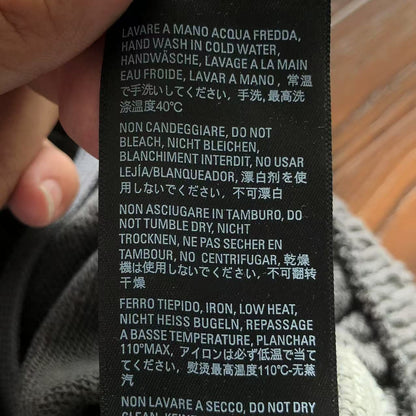 LAVARE A MANO ACQUA FREDDA,
HAND WASH IN COLD WATER,
HANDWÄSCHE, LAVAGE A LA MAIN
EAU FROIDE, LAVAR A MANO , 常温
で手洗いしてください, 手洗, 最高洗
涤温度40℃
NON CANDEGGIARE, DO NOT
BLEACH, NICHT BLEICHEN,
BLANCHIMENT INTERDIT, NO USAR
LEJÍA/BLANQUEADOR, 漂白剤を使
用しないでください, 不可漂白
NON ASCIUGARE IN TAMBURO, DO
NOT TUMBLE DRY, NICHT
TROCKNEN, NE PAS SECHER EN
TAMBOUR, NO CENTRIFUGAR, 乾燥
機は使用しないでください, 不可翻转
干燥
FERRO TIEPIDO, IRON, LOW HEAT,
NICHT HEISS BUGELN, REPASSAGE
A BASSE TEMPERATURE, PLANCHAR
110°MAX, アイロンは必ず低温で当て
てください, 熨烫最高温度110℃-无蒸
汽
NON LAVARE A SECCO, DO NOT DRY